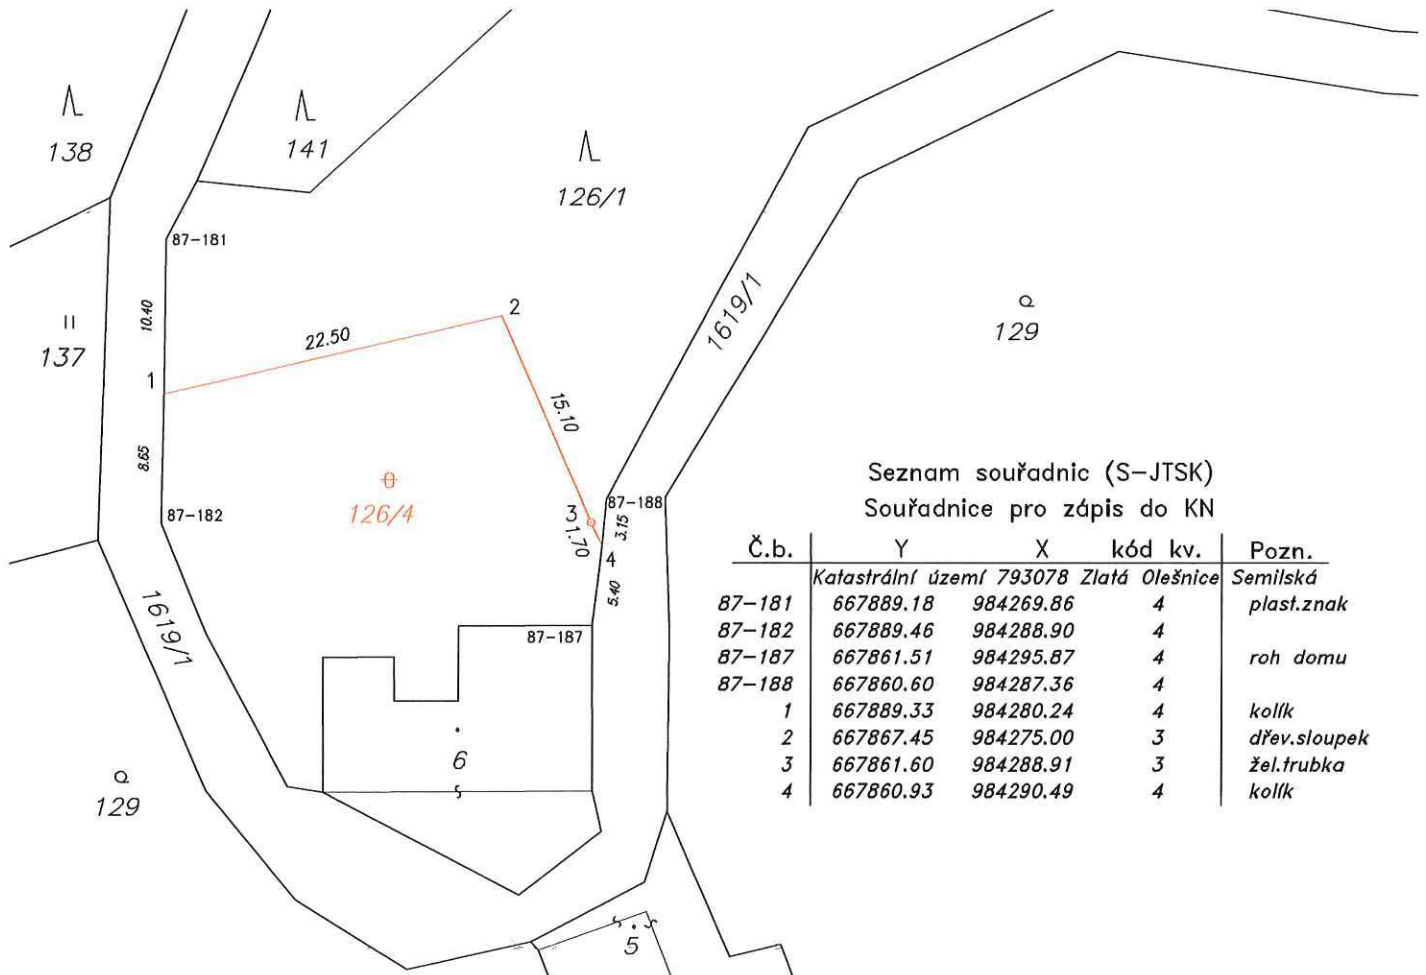 138
141
126/1
87-181
10.40
137
22.50
2
1
8.65
15.10
1619/1
129
126/4
87-182
3
87-188
3.15
1.70
4
5.40
87-187
1619/1
6
129
5
Seznam souřadnic (S-JTSK)
Souřadnice pro zápis do KN
Č.b. Y X kód kv. Pozn.
Katastrální území 793078 Zlatá Olešnice Semilská
87-181 667889.18 984269.86 4 plast.znak
87-182 667889.46 984288.90 4
87-187 667861.51 984295.87 4 roh domu
87-188 667860.60 984287.36 4
1 667889.33 984280.24 4 kolík
2 667867.45 984275.00 3 dřev.sloupek
3 667861.60 984288.91 3 žel.trubka
4 667860.93 984290.49 4 kolík